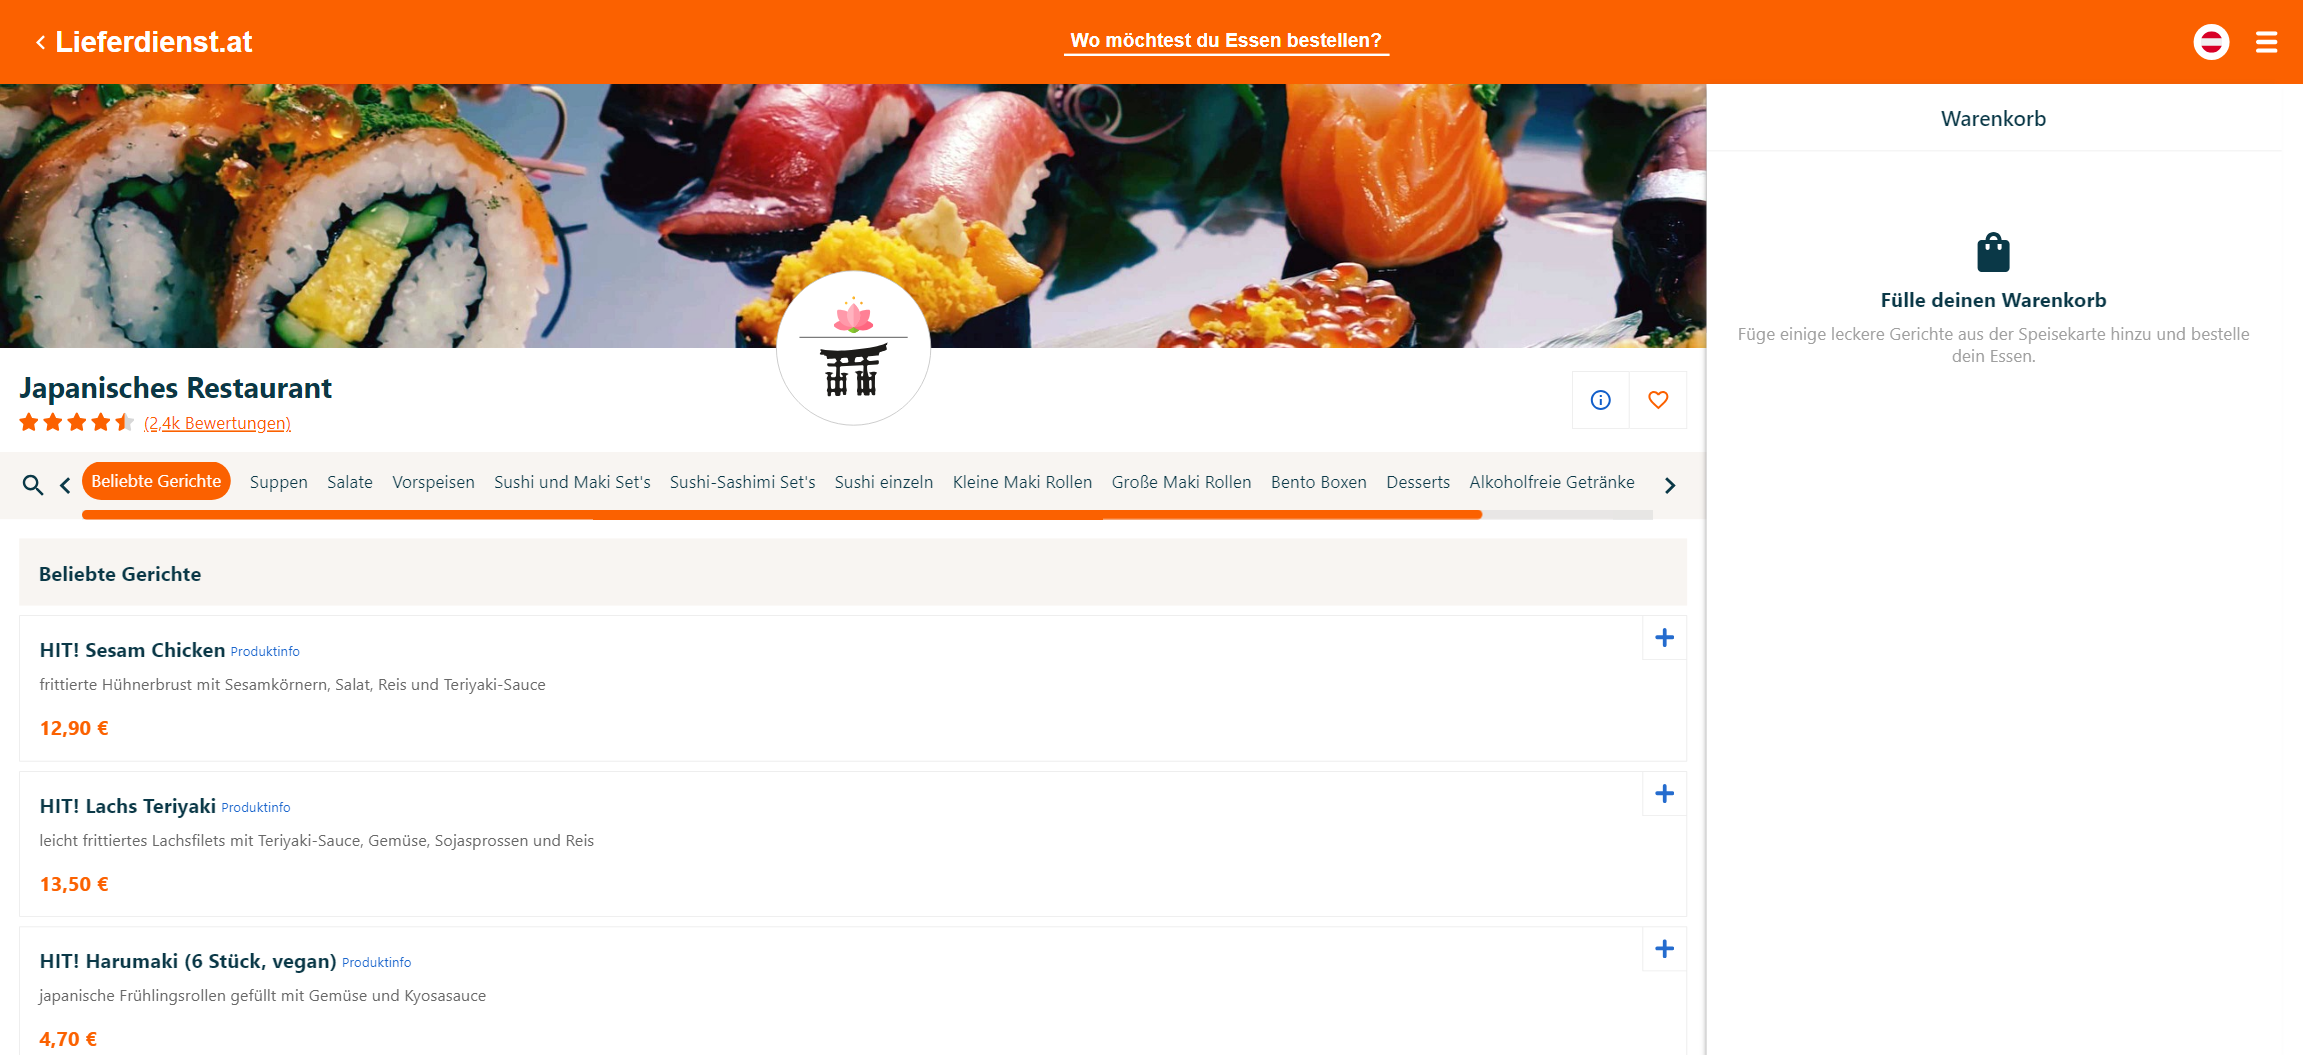 Lieferdienst.at
Wo möchtest du Essen bestellen?
Warenkorb
Fülle deinen Warenkorb
Füge einige leckere Gerichte aus der Speisekarte hinzu und bestelle
dein Essen.
Japanisches Restaurant
(2,4k Bewertungen)
Beliebte Gerichte Suppen Salate Vorspeisen Sushi und Maki Set's Sushi-Sashimi Set's Sushi einzeln Kleine Maki Rollen Große Maki Rollen Bento Boxen Desserts Alkoholfreie Getränke
Beliebte Gerichte
HIT! Sesam Chicken Produktinfo
frittierte Hühnerbrust mit Sesamkörnern, Salat, Reis und Teriyaki-Sauce
12,90 €
HIT! Lachs Teriyaki Produktinfo
leicht frittiertes Lachsfilets mit Teriyaki-Sauce, Gemüse, Sojasprossen und Reis
13,50 €
HIT! Harumaki (6 Stück, vegan) Produktinfo
japanische Frühlingsrollen gefüllt mit Gemüse und Kyosasauce
4,70 €